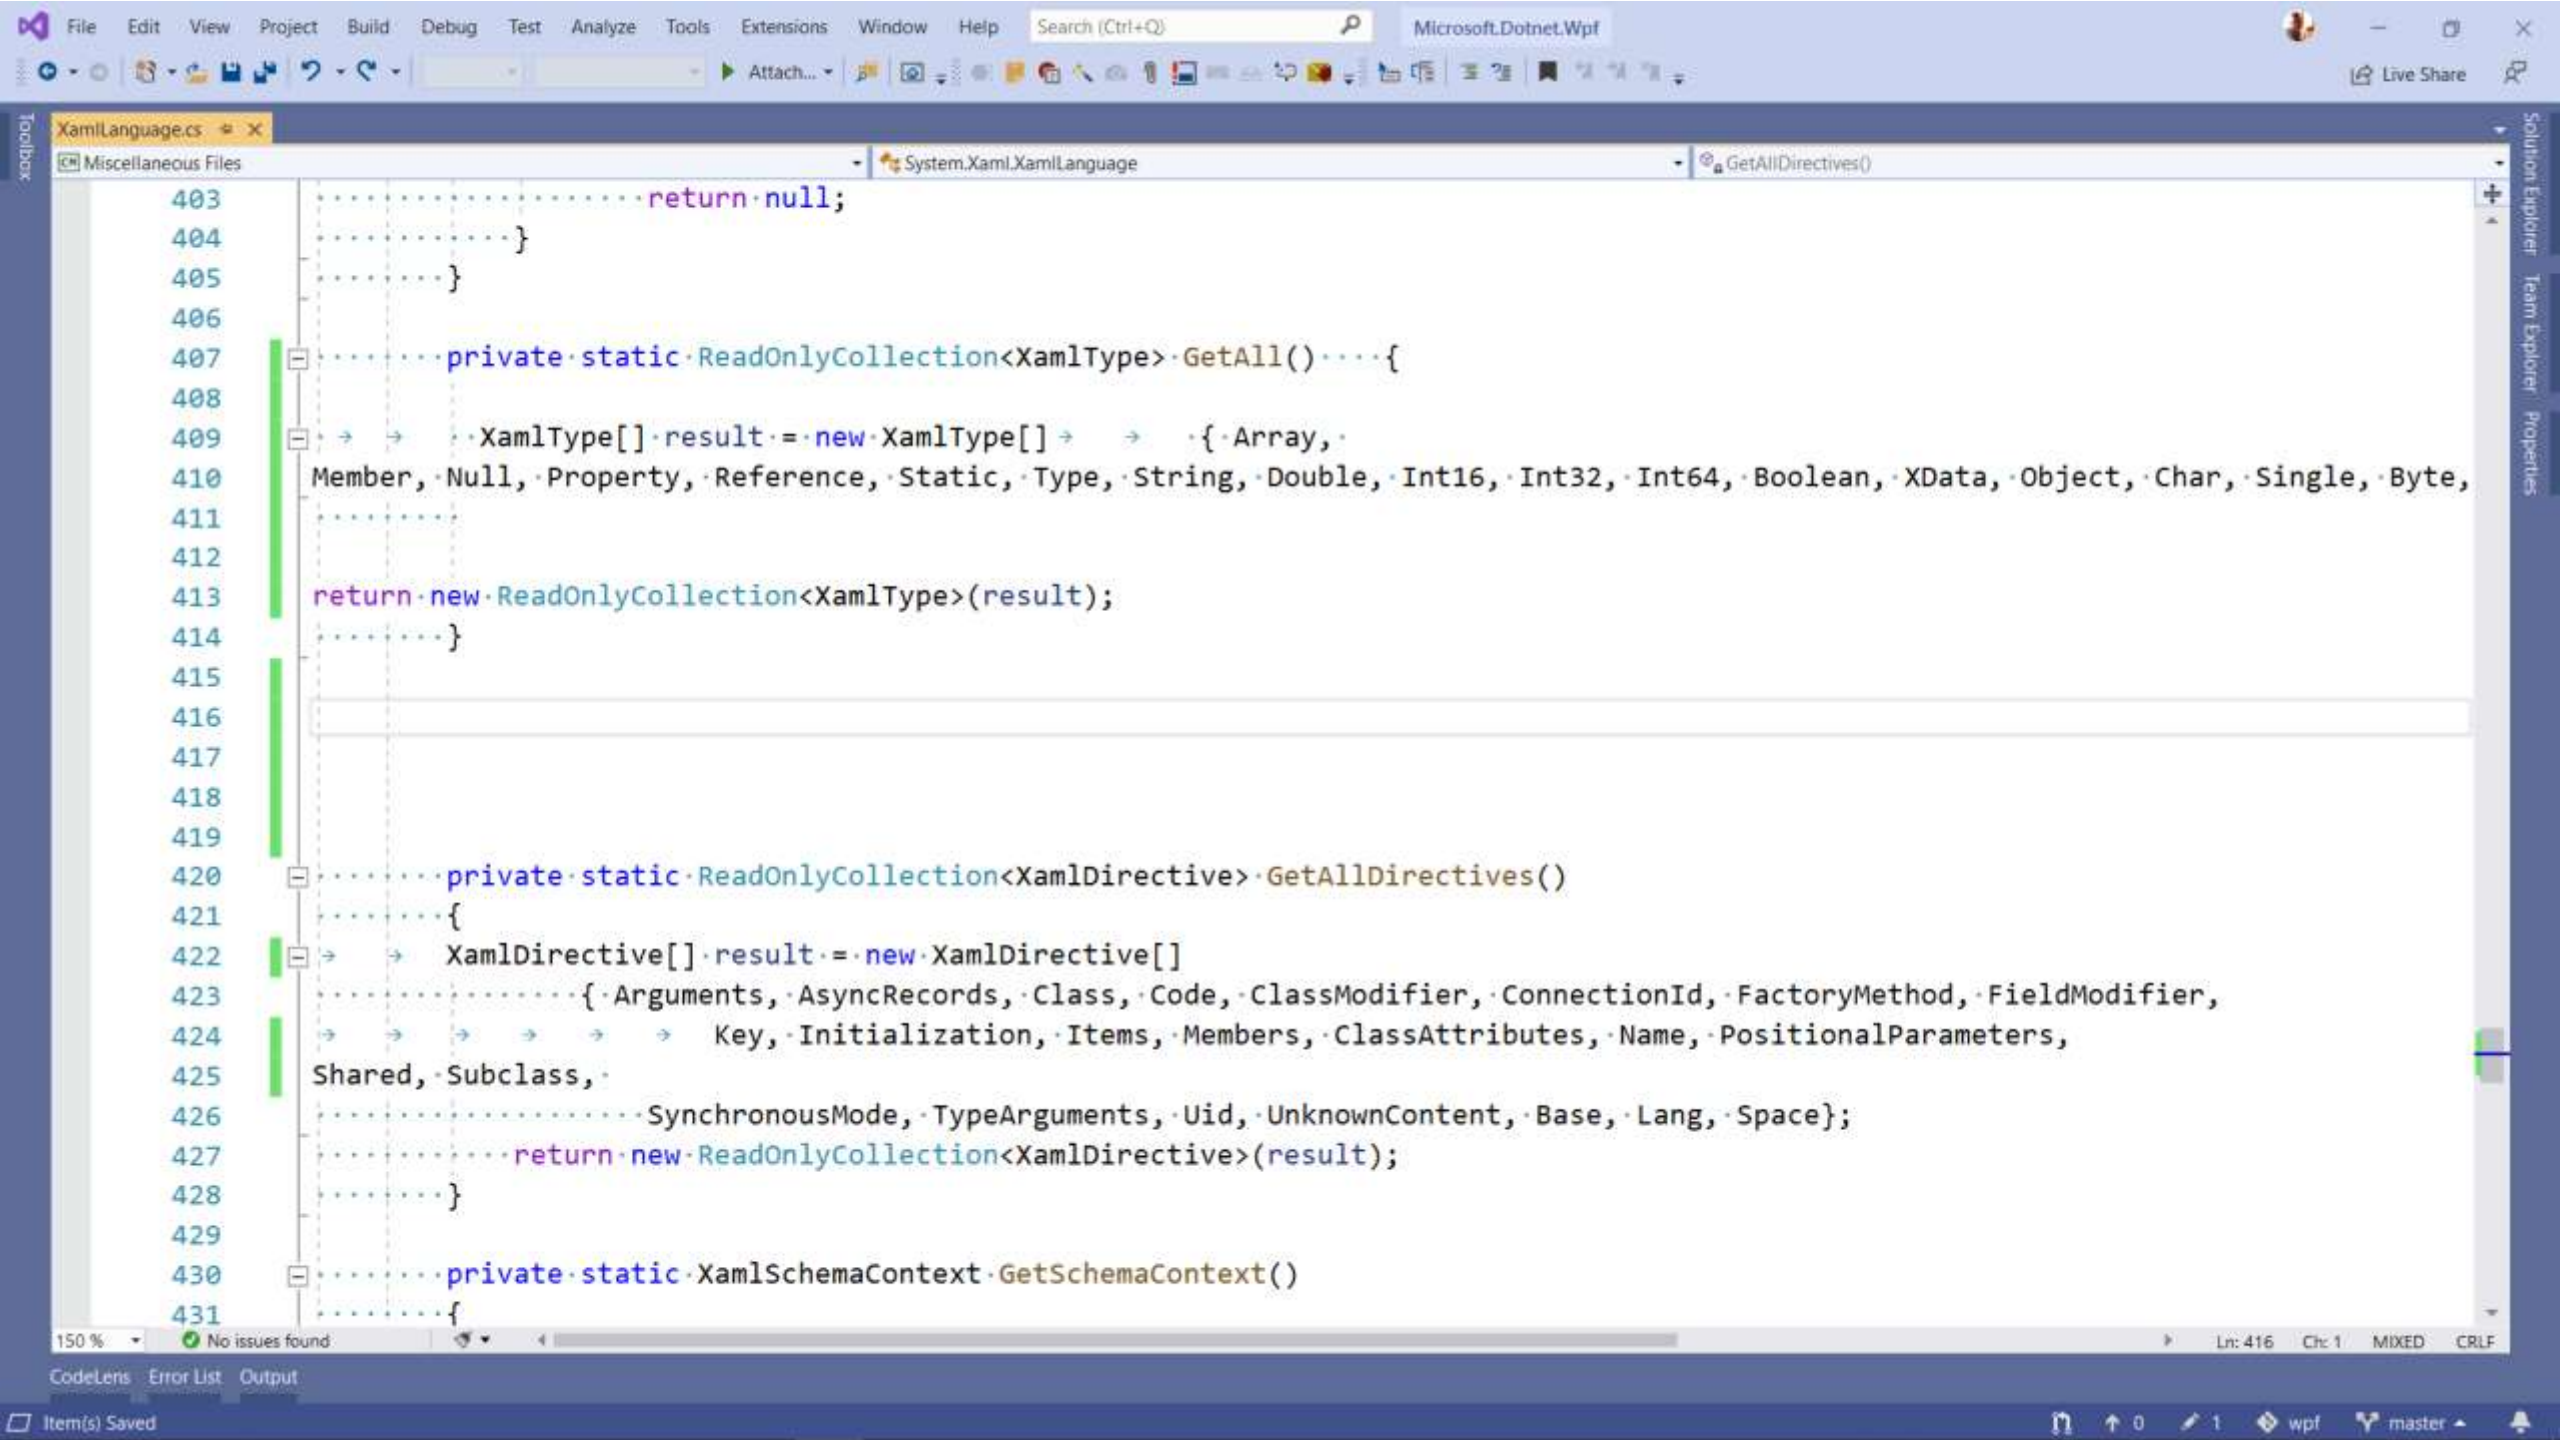 File Edit View Project Build Debug Test Analyze Tools Extensions Window Help Search (Ctrl+Q) Microsoft.Dotnet.Wpf
Attach... Live Share
Toolbox
XamlLanguage.cs
Miscellaneous Files System.Xaml.XamlLanguage GetAllDirectives()
403 return null;
404 }
405 }
406
407 private static ReadOnlyCollection<XamlType> GetAll() {
408
409 XamlType[] result = new XamlType[] { Array,
410 Member, Null, Property, Reference, Static, Type, String, Double, Int16, Int32, Int64, Boolean, XData, Object, Char, Single, Byte,
411
412
413 return new ReadOnlyCollection<XamlType>(result);
414 }
415
416
417
418
419
420 private static ReadOnlyCollection<XamlDirective> GetAllDirectives()
421 {
422 XamlDirective[] result = new XamlDirective[]
423 { Arguments, AsyncRecords, Class, Code, ClassModifier, ConnectionId, FactoryMethod, FieldModifier,
424 Key, Initialization, Items, Members, ClassAttributes, Name, PositionalParameters,
425 Shared, Subclass,
426 SynchronousMode, TypeArguments, Uid, UnknownContent, Base, Lang, Space};
427 return new ReadOnlyCollection<XamlDirective>(result);
428 }
429
430 private static XamlSchemaContext GetSchemaContext()
431 {
Solution Explorer Team Explorer Properties
150 % No issues found Ln: 416 Ch: 1 MIXED CRLF
CodeLens Error List Output
Item(s) Saved 0 1 wpf master